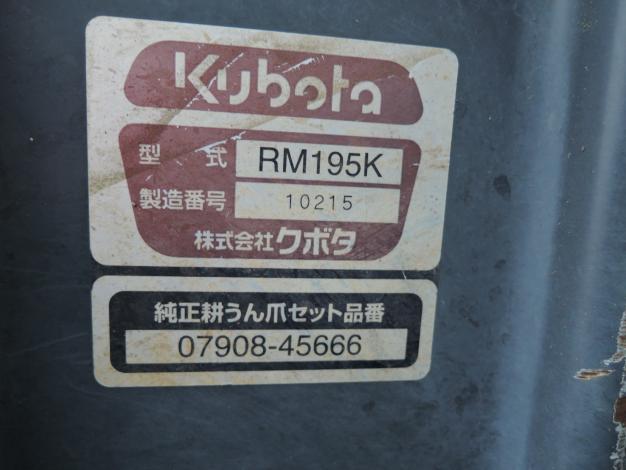 Kubota
型式 RM195K
製造番号 10215
株式会社クボタ
純正耕うん爪セット品番
07908-45666